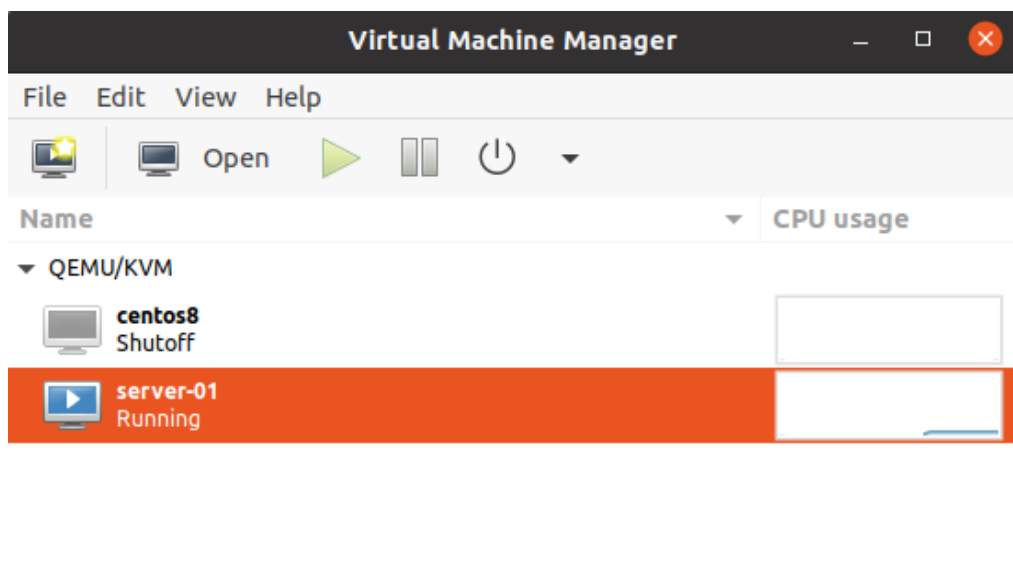 Virtual Machine Manager
File Edit View Help
Open
Name CPU usage
QEMU/KVM
centos8
Shutoff
server-01
Running